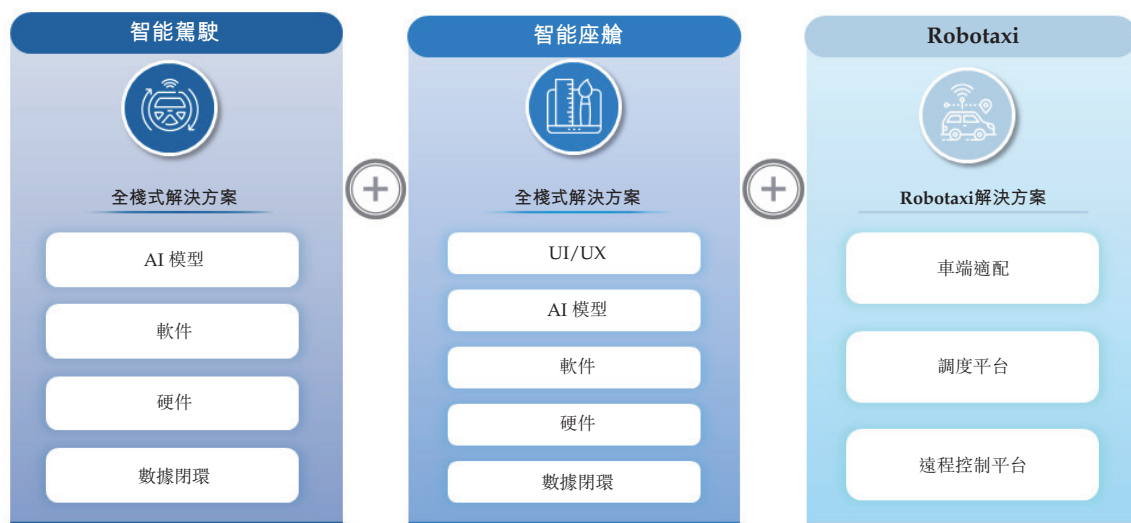 智能駕駛
全棧式解決方案
AI 模型
軟件
硬件
數據閉環
智能座艙
全棧式解決方案
UI/UX
AI 模型
軟件
硬件
數據閉環
Robotaxi
Robotaxi解決方案
車端適配
調度平台
遠程控制平台